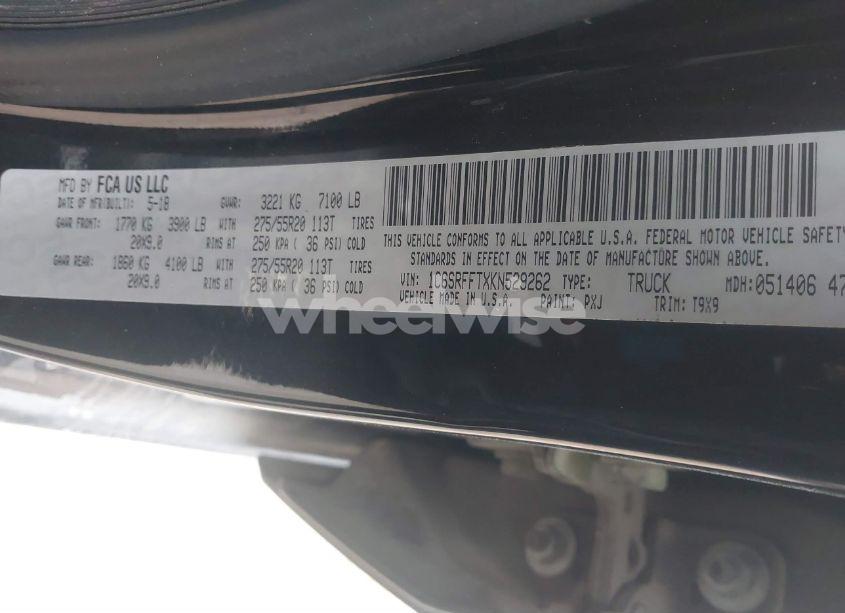 MFD BY FCA US LLC
DATE OF MFR(BUILT): 5-18 GVWR: 3221 KG 7100 LB
GAWR FRONT: 1770 KG 3900 LB WITH 275/55R20 113T TIRES
20X9.0 RIMS AT 250 KPA ( 36 PSI) COLD
GAWR REAR: 1860 KG 4100 LB WITH 275/55R20 113T TIRES
20X9.0 RIMS AT 250 KPA ( 36 PSI) COLD
THIS VEHICLE CONFORMS TO ALL APPLICABLE U.S.A. FEDERAL MOTOR VEHICLE SAFETY
STANDARDS IN EFFECT ON THE DATE OF MANUFACTURE SHOWN ABOVE.
VIN: 1C6SRFFTXKN529262 TYPE: TRUCK MDH:051406 47
VEHICLE MADE IN U.S.A. PAINT: PXJ TRIM: T9X9
wheelwise